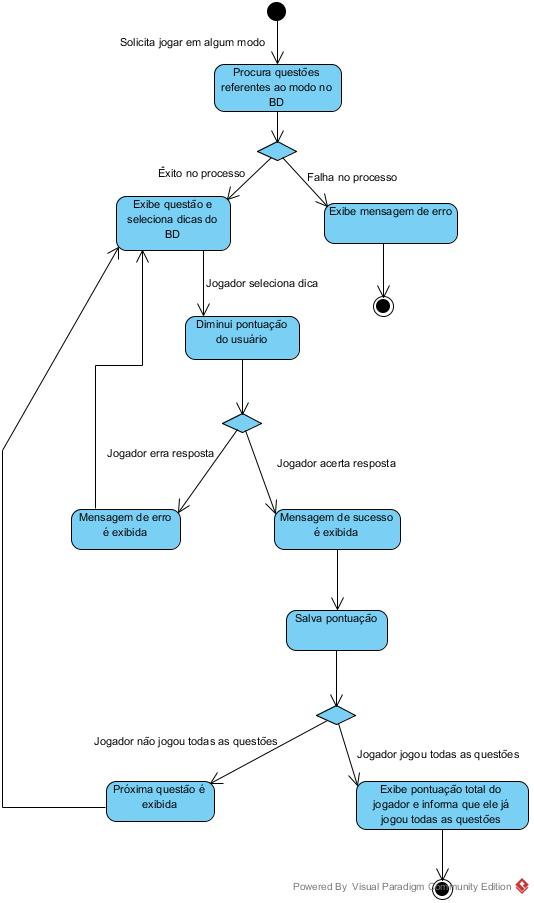 Solicita jogar em algum modo
Procura questões
referentes ao modo no
BD
Êxito no processo
Falha no processo
Exibe questão e
seleciona dicas do
BD
Exibe mensagem de erro
Jogador seleciona dica
Diminui pontuação
do usuário
Jogador erra resposta
Jogador acerta resposta
Mensagem de erro
é exibida
Mensagem de sucesso
é exibida
Salva pontuação
Jogador não jogou todas as questões
Jogador jogou todas as questões
Próxima questão é
exibida
Exibe pontuação total do
jogador e informa que ele já
jogou todas as questões
Powered By Visual Paradigm Community Edition